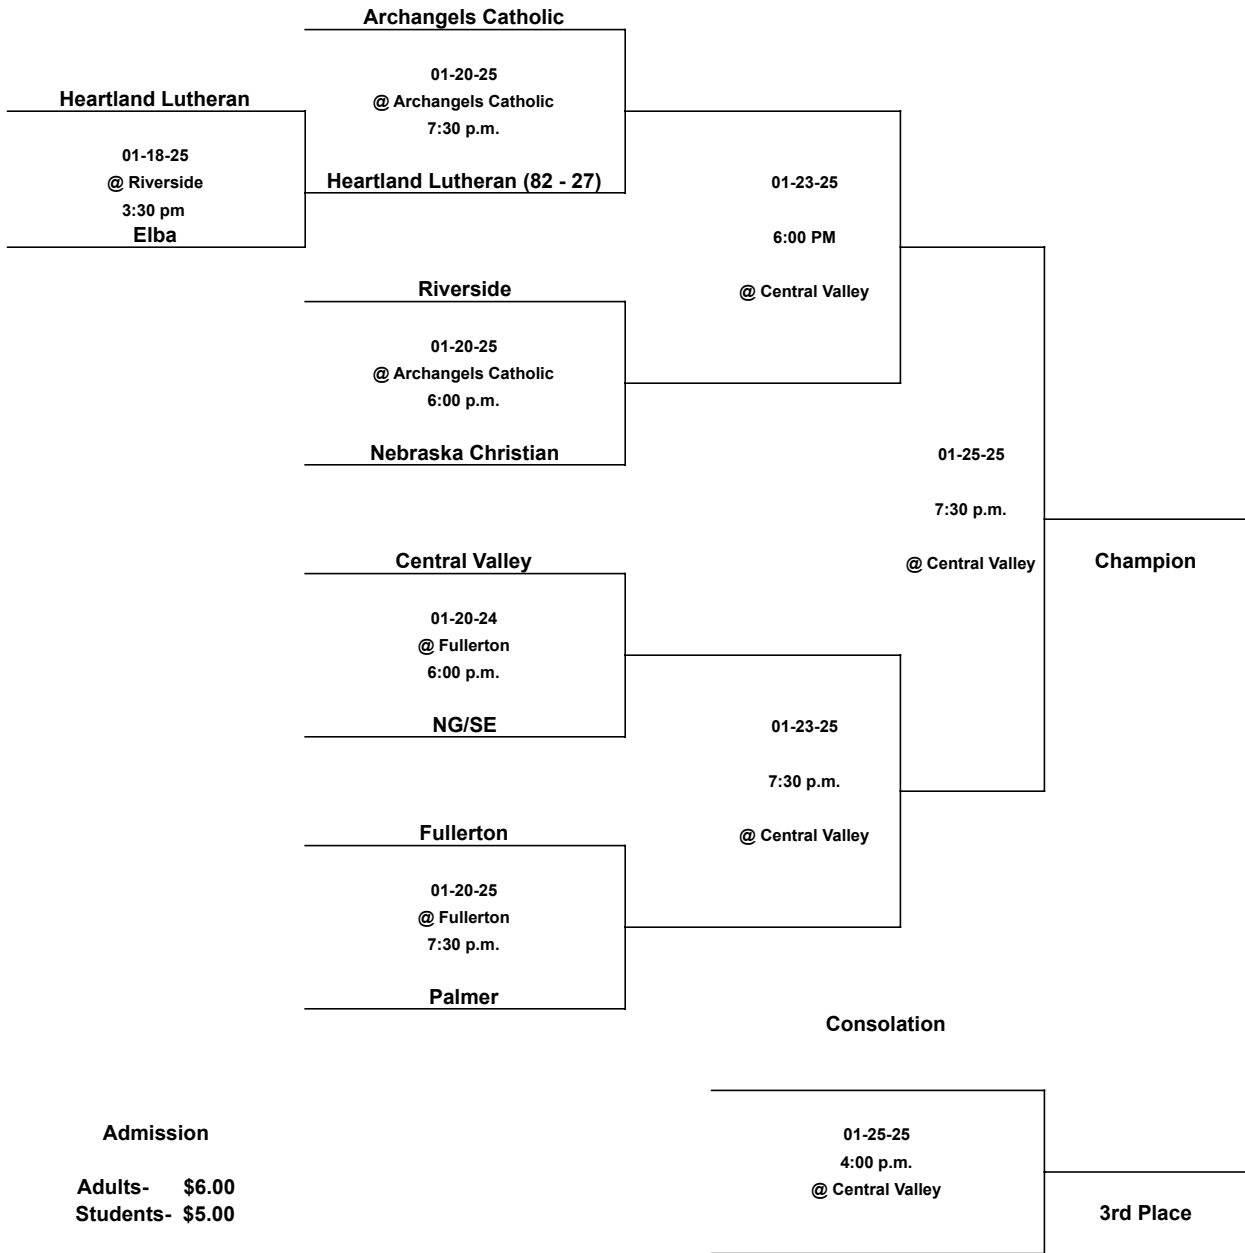 Archangels Catholic
01-20-25
@ Archangels Catholic
7:30 p.m.
Heartland Lutheran
01-18-25
@ Riverside
3:30 pm
Elba
Heartland Lutheran (82 - 27)
01-23-25
6:00 PM
@ Central Valley
Riverside
01-20-25
@ Archangels Catholic
6:00 p.m.
Nebraska Christian
01-25-25
7:30 p.m.
@ Central Valley
Champion
Central Valley
01-20-24
@ Fullerton
6:00 p.m.
NG/SE
01-23-25
7:30 p.m.
@ Central Valley
Fullerton
01-20-25
@ Fullerton
7:30 p.m.
Palmer
Consolation
01-25-25
4:00 p.m.
@ Central Valley
3rd Place
Admission
Adults- $6.00
Students- $5.00